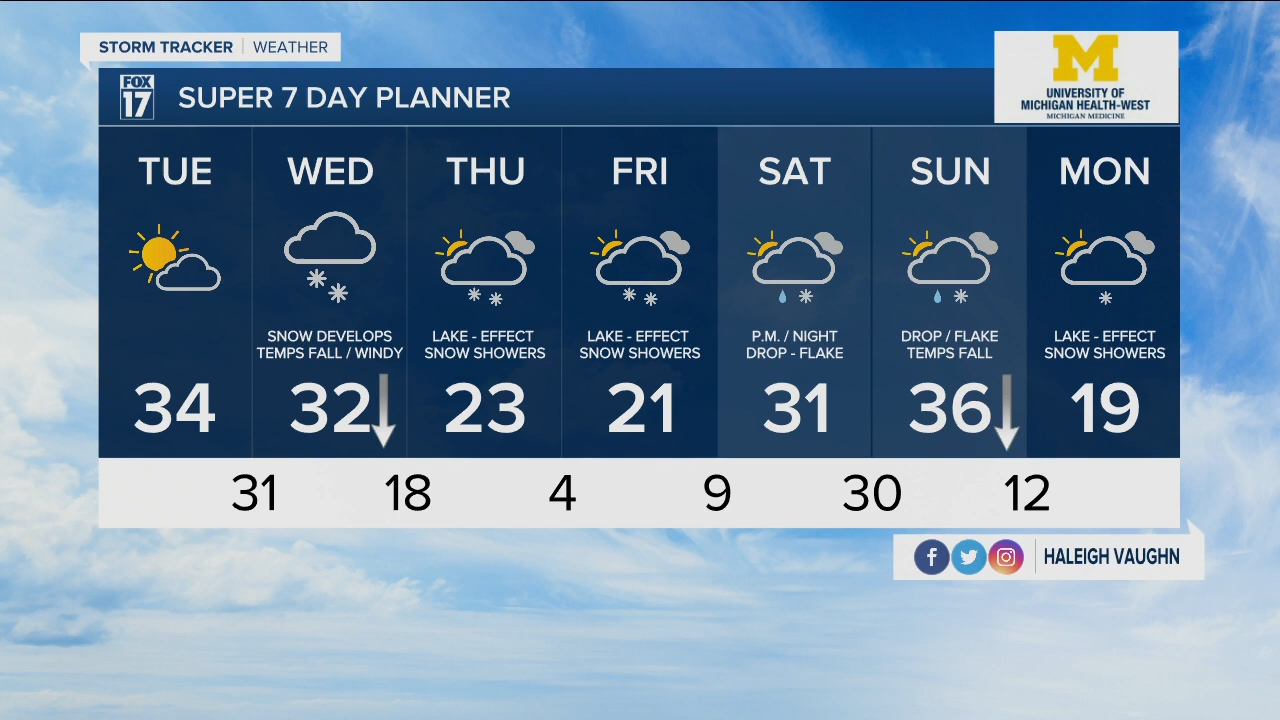 STORM TRACKER | WEATHER
FOX
17
SUPER 7 DAY PLANNER
M
UNIVERSITY OF
MICHIGAN HEALTH-WEST
MICHIGAN MEDICINE
TUE
34
WED
SNOW DEVELOPS
TEMPS FALL / WINDY
32
THU
LAKE - EFFECT
SNOW SHOWERS
23
FRI
LAKE - EFFECT
SNOW SHOWERS
21
SAT
P.M. / NIGHT
DROP - FLAKE
31
SUN
DROP / FLAKE
TEMPS FALL
36
MON
LAKE - EFFECT
SNOW SHOWERS
19
31 18 4 9 30 12
HALEIGH VAUGHN